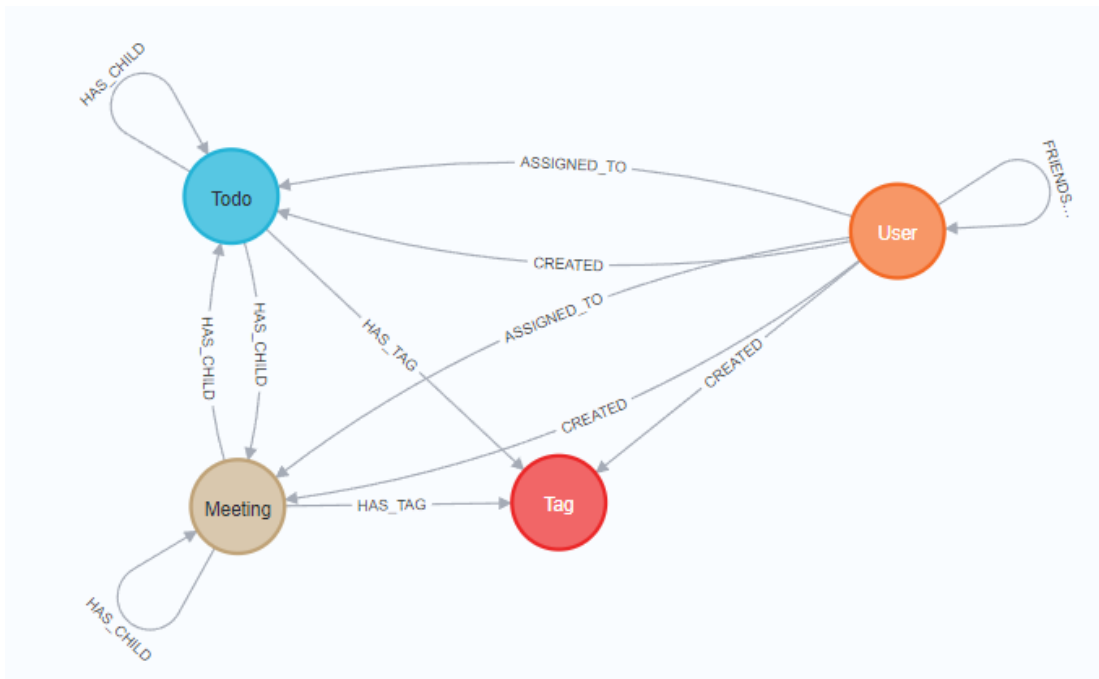 HAS_CHILD
ASSIGNED_TO
FRIENDS...
Todo
User
CREATED
ASSIGNED_TO
HAS_CHILD
HAS_CHILD
HAS_TAG
CREATED
CREATED
Meeting
HAS_TAG
Tag
HAS_CHILD